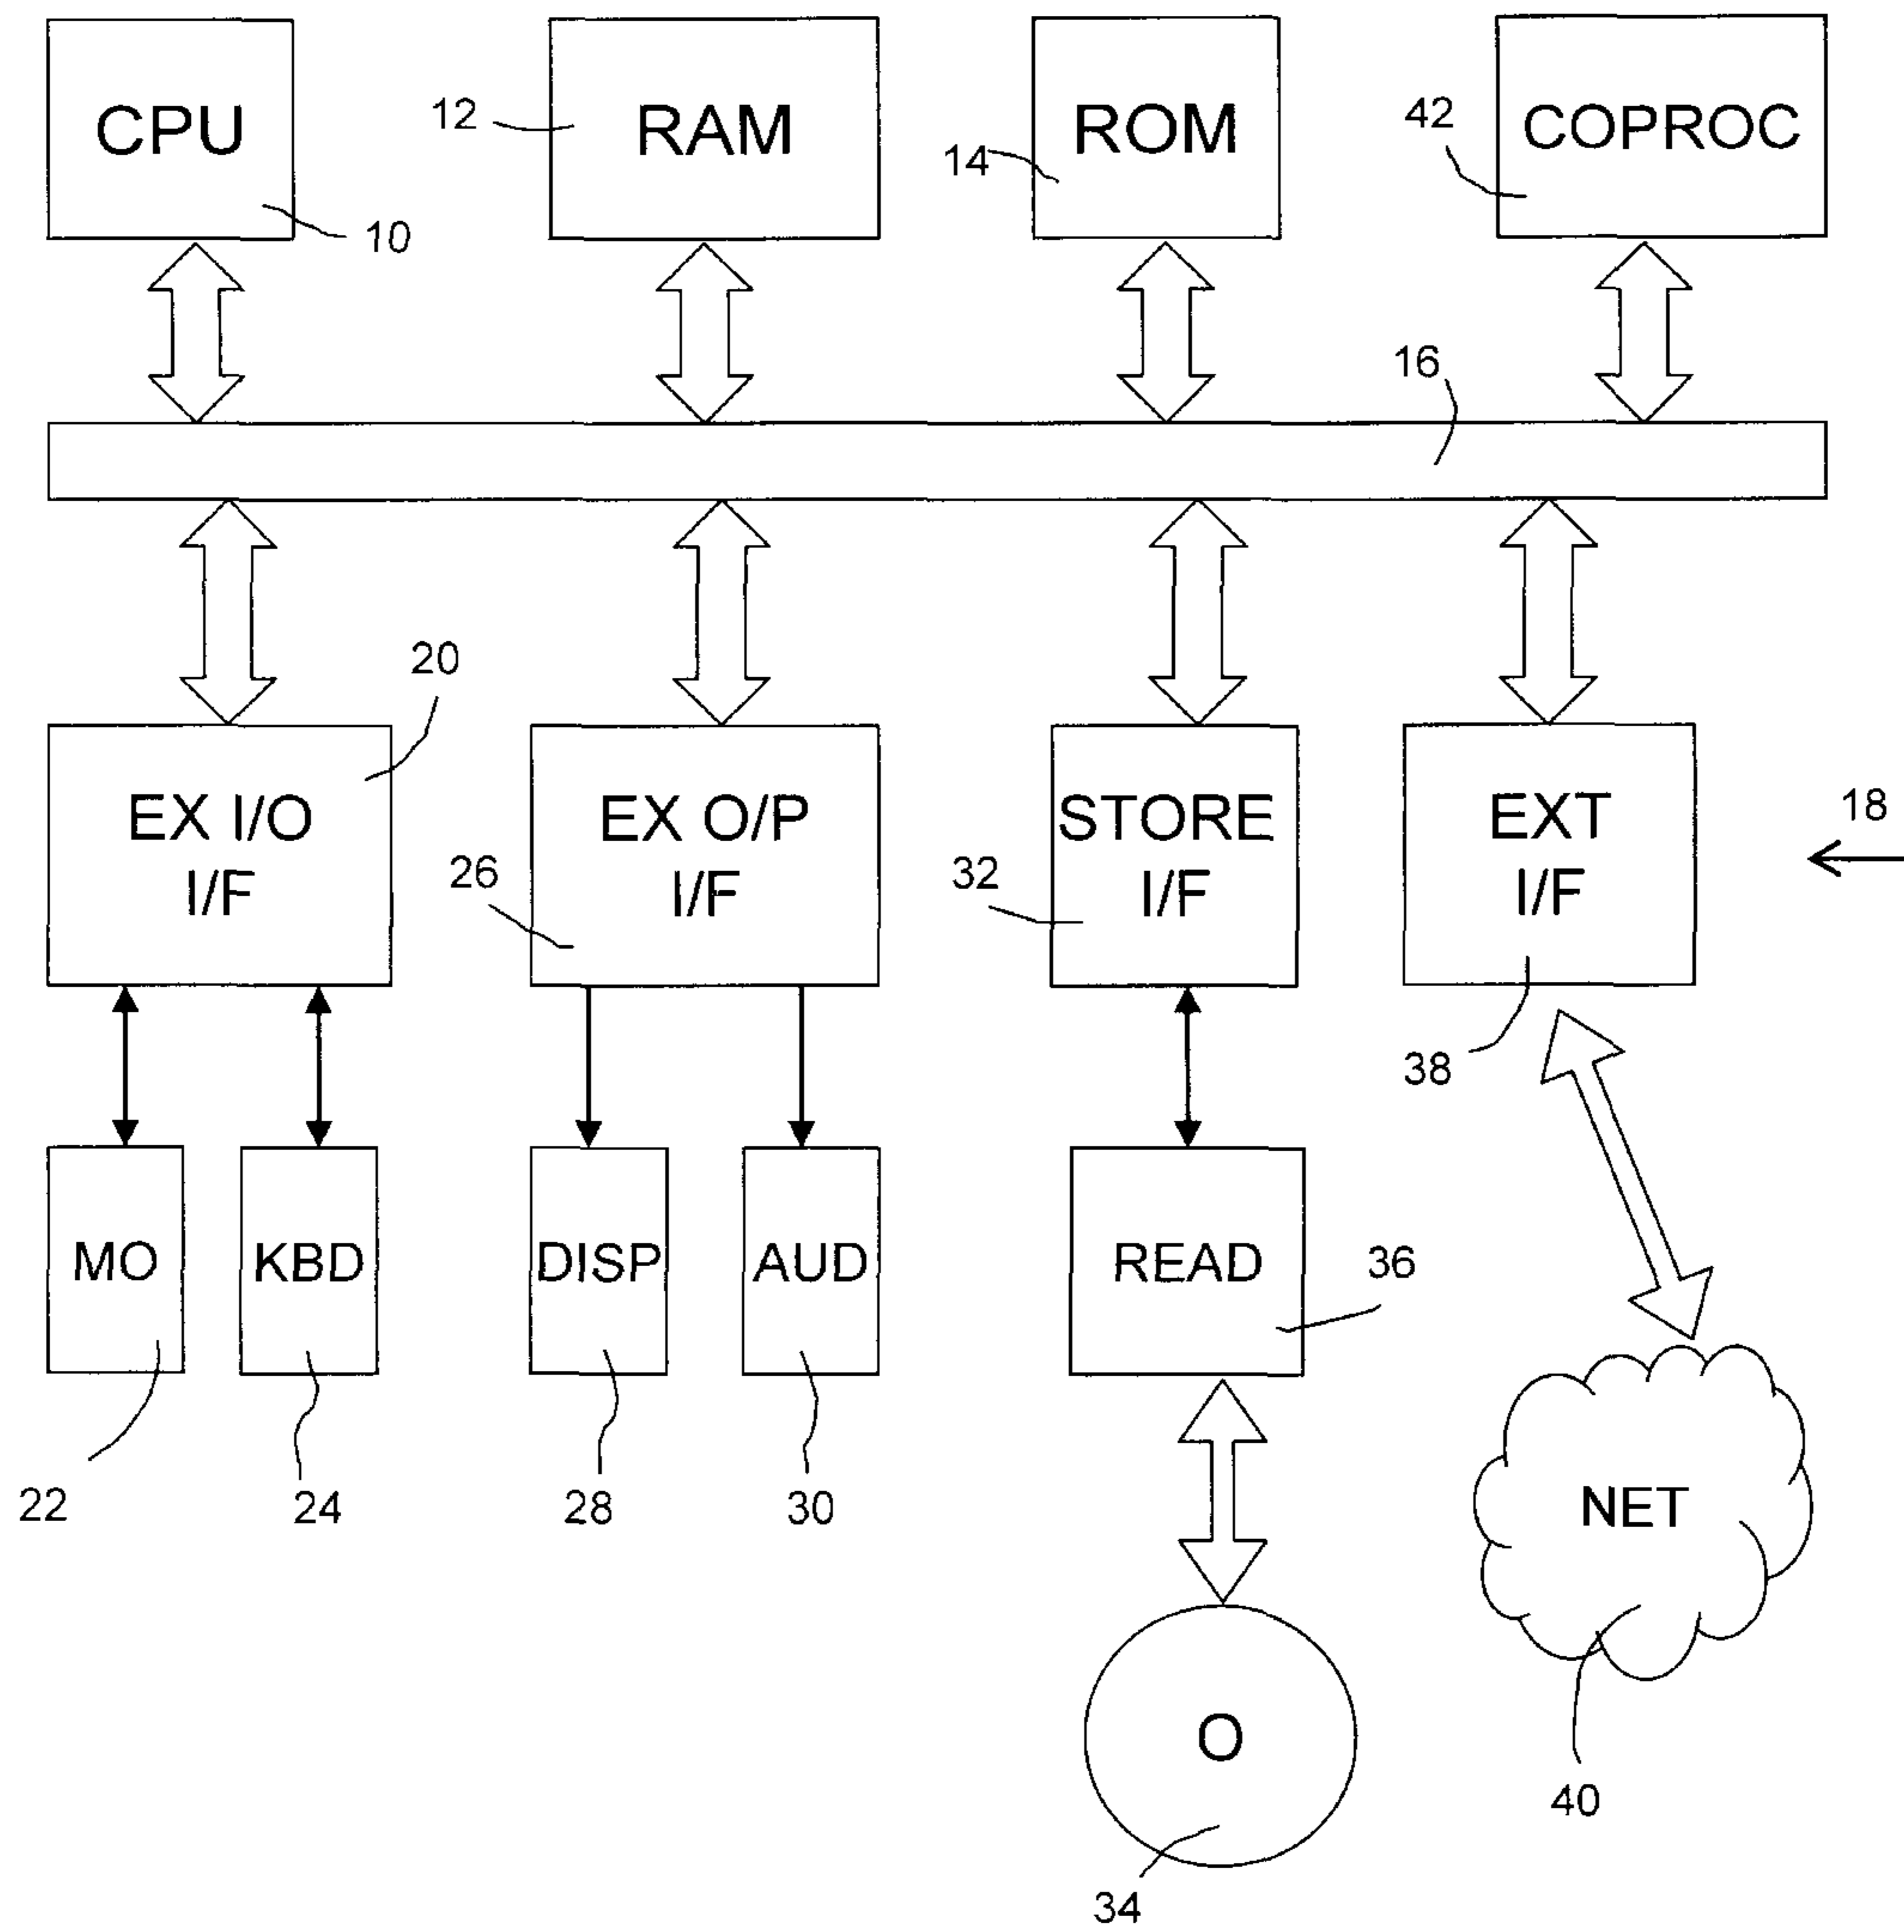 CPU
10
12
RAM
14
ROM
42
COPROC
16
20
EX I/O
I/F
26
EX O/P
I/F
32
STORE
I/F
EXT
I/F
38
18
MO
22
KBD
24
DISP
28
AUD
30
READ
36
NET
40
O
34